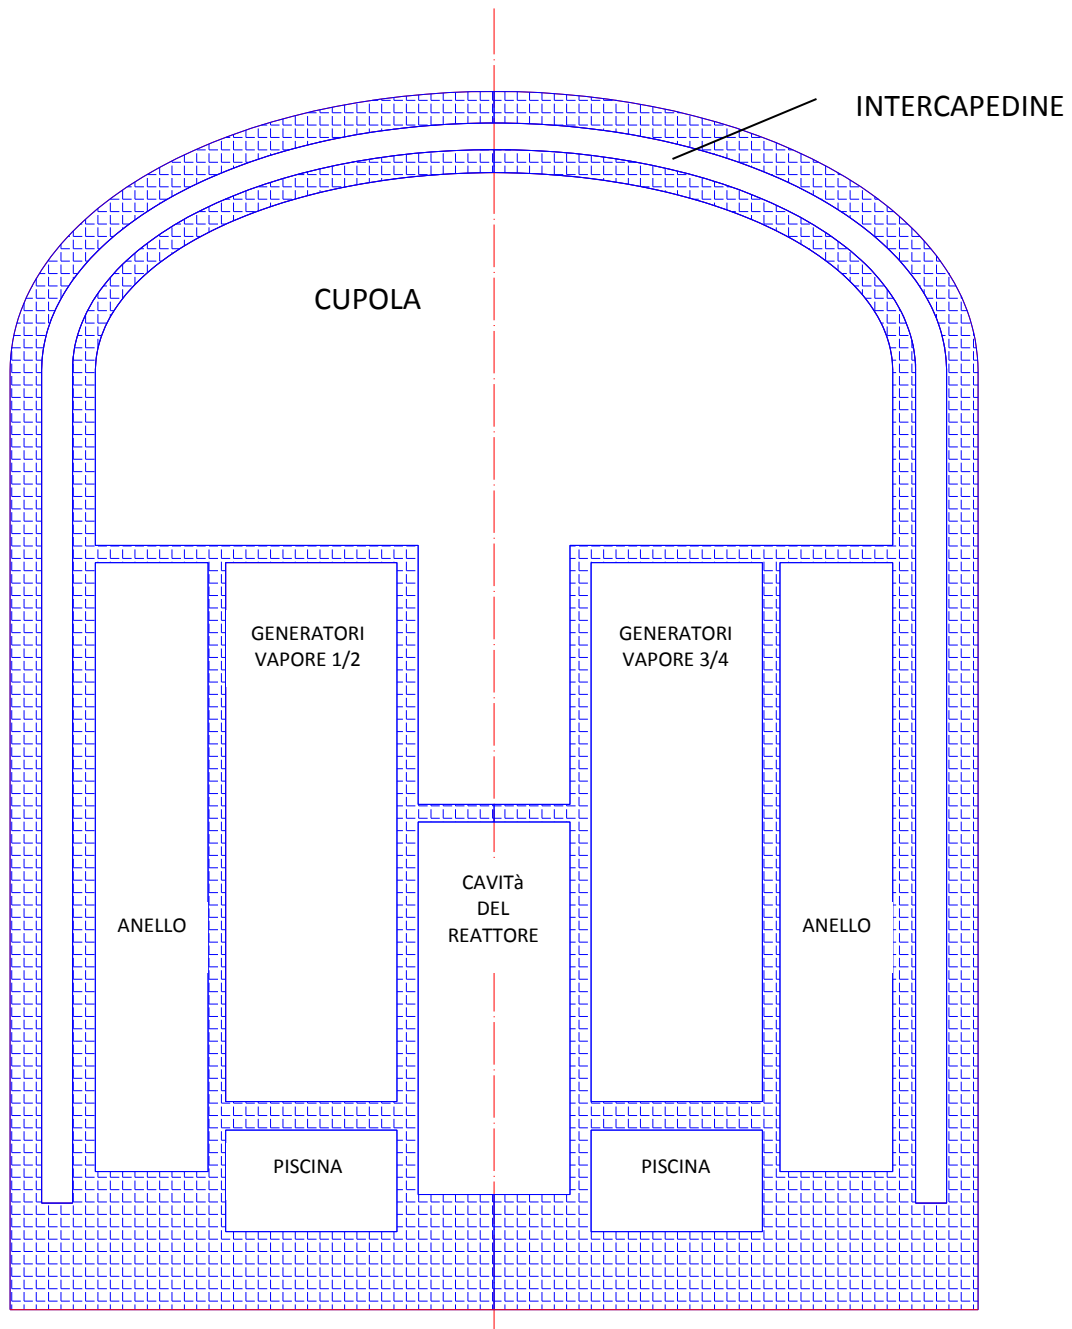 INTERCAPEDINE
CUPOLA
GENERATORI
VAPORE 1/2
GENERATORI
VAPORE 3/4
CAVITà
DEL
REATTORE
ANELLO
ANELLO
PISCINA
PISCINA